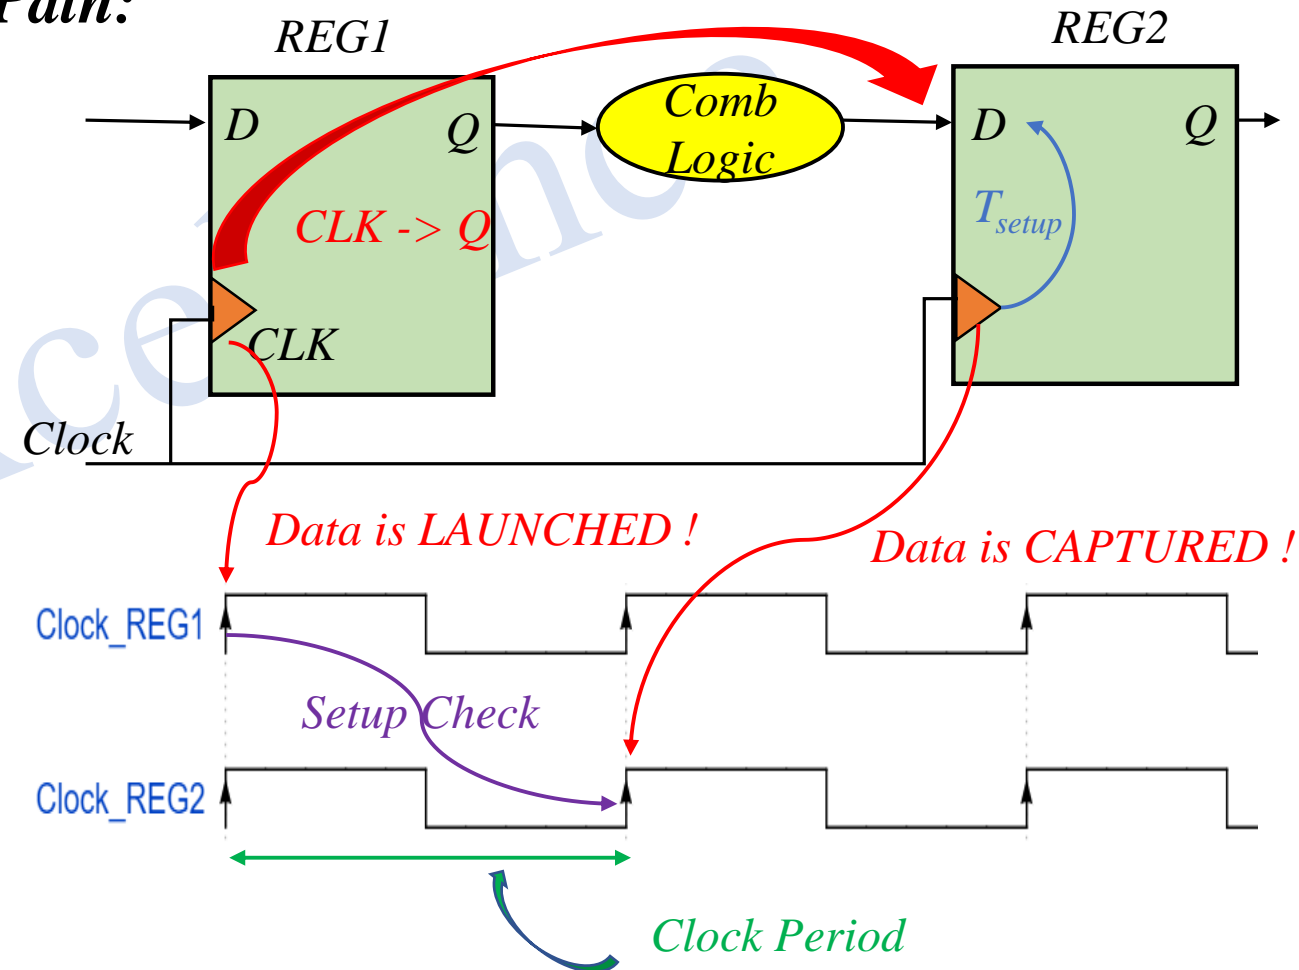 Path:
REG1
REG2
D
Q
Comb
Logic
D
Q
CLK -> Q
T_setup
CLK
Clock
Data is LAUNCHED !
Data is CAPTURED !
Clock_REG1
Setup Check
Clock_REG2
Clock Period